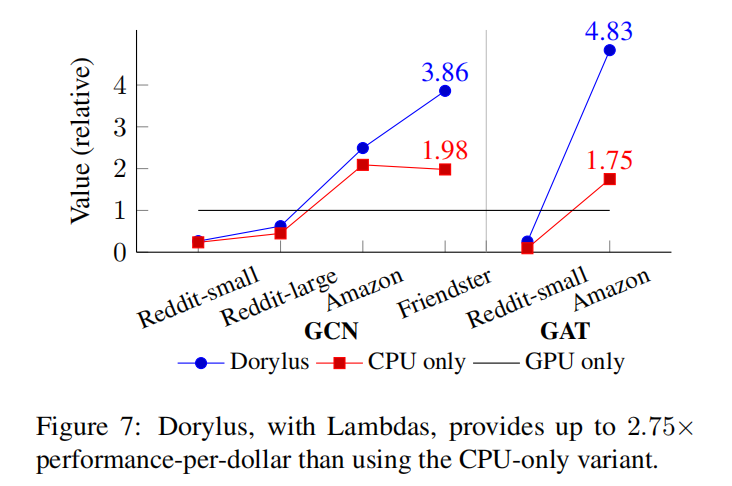 4.83
3.86
1.98
1.75
Value (relative)
4
3
2
1
0
Reddit-small
Reddit-large
Amazon
Friendster
Reddit-small
Amazon
GCN
GAT
Dorylus CPU only GPU only
Figure 7: Dorylus, with Lambdas, provides up to 2.75×
performance-per-dollar than using the CPU-only variant.